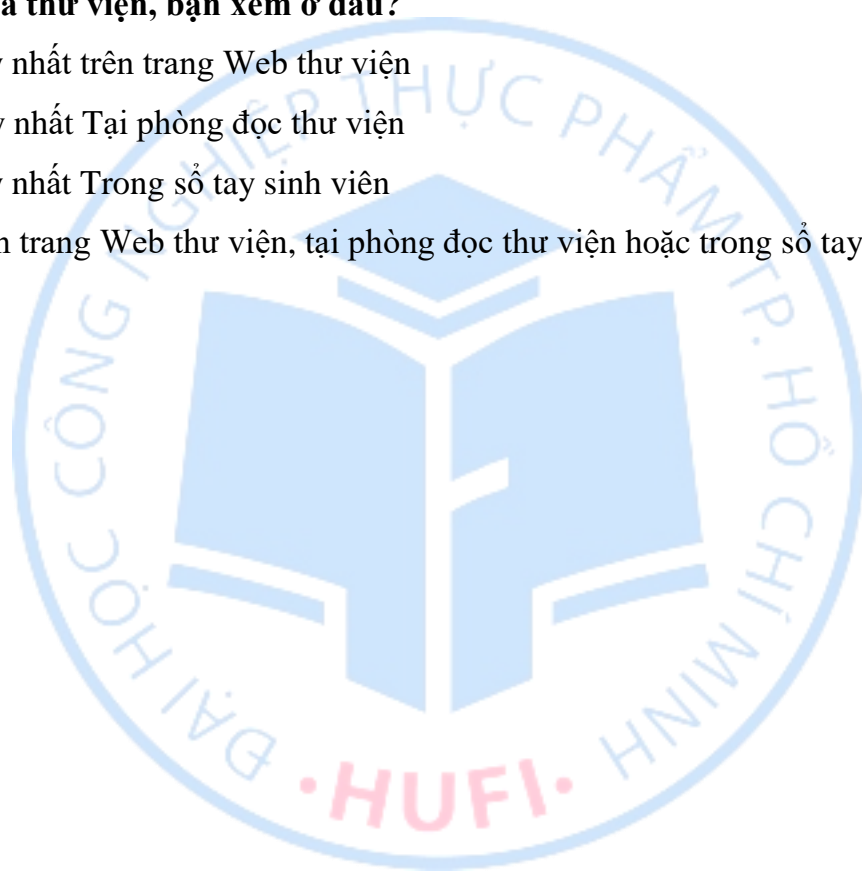 a thư viện, bạn xem ở đâu?
nhất trên trang Web thư viện
nhất Tại phòng đọc thư viện
nhất Trong sổ tay sinh viên
trang Web thư viện, tại phòng đọc thư viện hoặc trong sổ tay
ĐẠI HỌC CÔNG NGHIỆP THỰC PHẨM TP. HỒ CHÍ MINH
•HUFI•